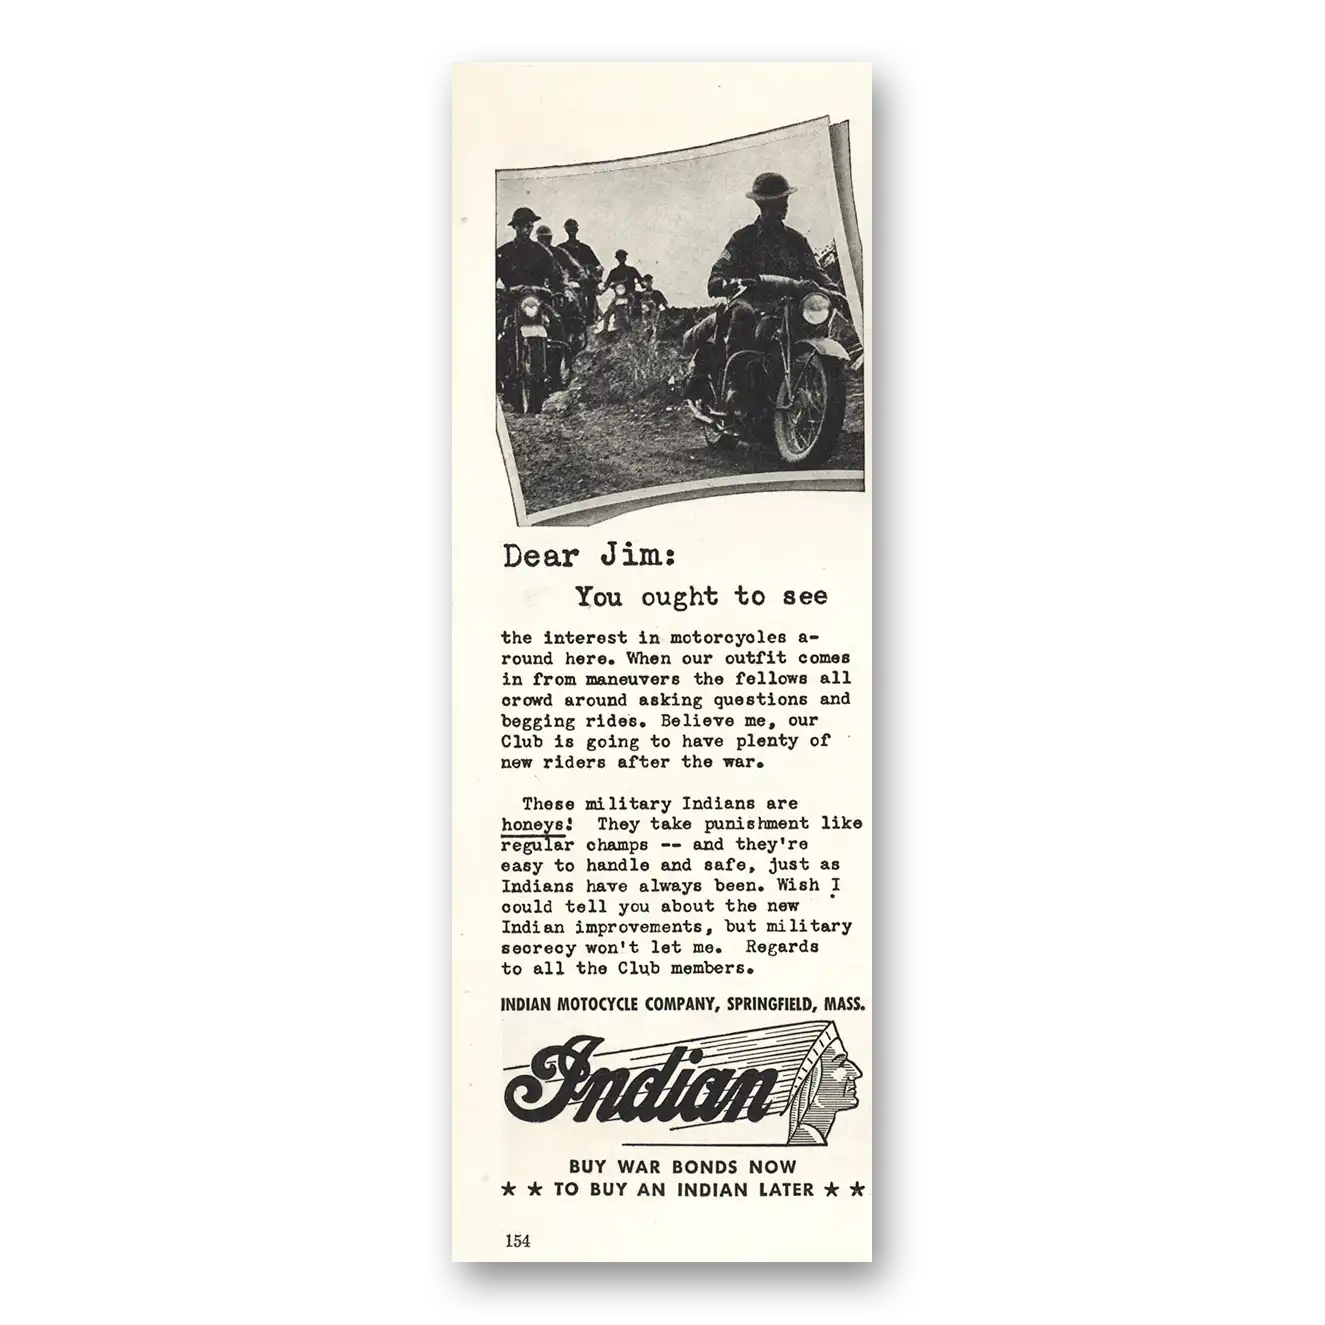 Dear Jim:
You ought to see
the interest in motorcycles a-
round here. When our outfit comes
in from maneuvers the fellows all
crowd around asking questions and
begging rides. Believe me, our
Club is going to have plenty of
new riders after the war.
These military Indians are
honeys! They take punishment like
regular champs -- and they're
easy to handle and safe, just as
Indians have always been. Wish I
could tell you about the new
Indian improvements, but military
secrecy won't let me. Regards
to all the Club members.
INDIAN MOTOCYCLE COMPANY, SPRINGFIELD, MASS.
Indian
BUY WAR BONDS NOW
★ ★ TO BUY AN INDIAN LATER ★ ★
154